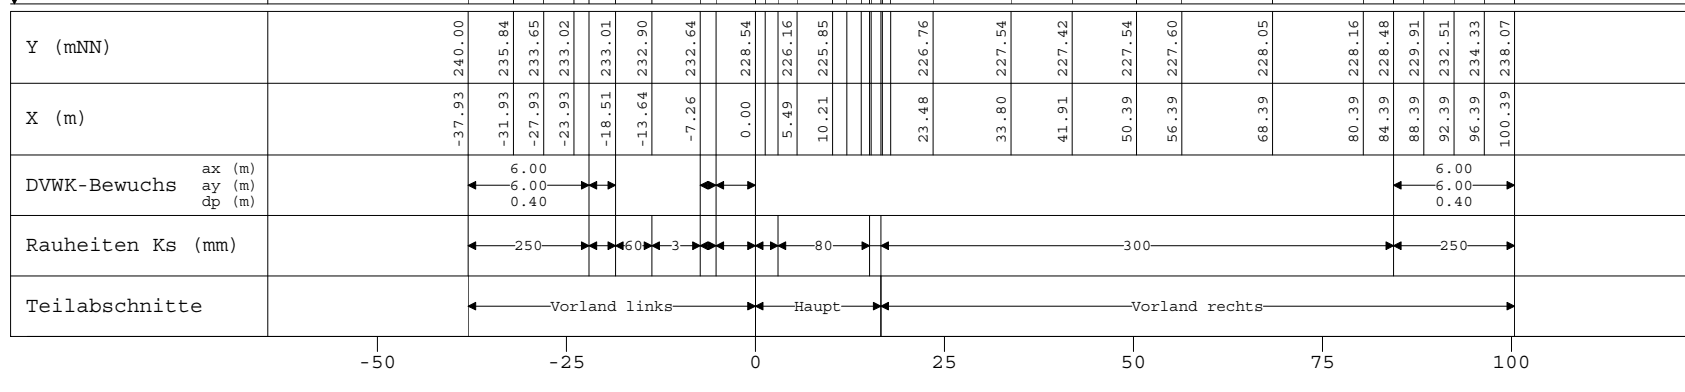 Y (mNN) 240.00 235.84 233.65 233.02 233.01 232.90 232.64 228.54 226.16 225.85 226.76 227.54 227.42 227.54 227.60 228.05 228.16 228.48 229.91 232.51 234.33 238.07
X (m) -37.93 -31.93 -27.93 -23.93 -18.51 -13.64 -7.26 0.00 5.49 10.21 23.48 33.80 41.91 50.39 56.39 68.39 80.39 84.39 88.39 92.39 96.39 100.39
ax (m) 6.00 6.00
DVWK-Bewuchs ay (m) 6.00 6.00
dp (m) 0.40 0.40
Rauheiten Ks (mm) 250 60 3 80 300 250
Teilabschnitte Vorland links Haupt Vorland rechts
-50 -25 0 25 50 75 100